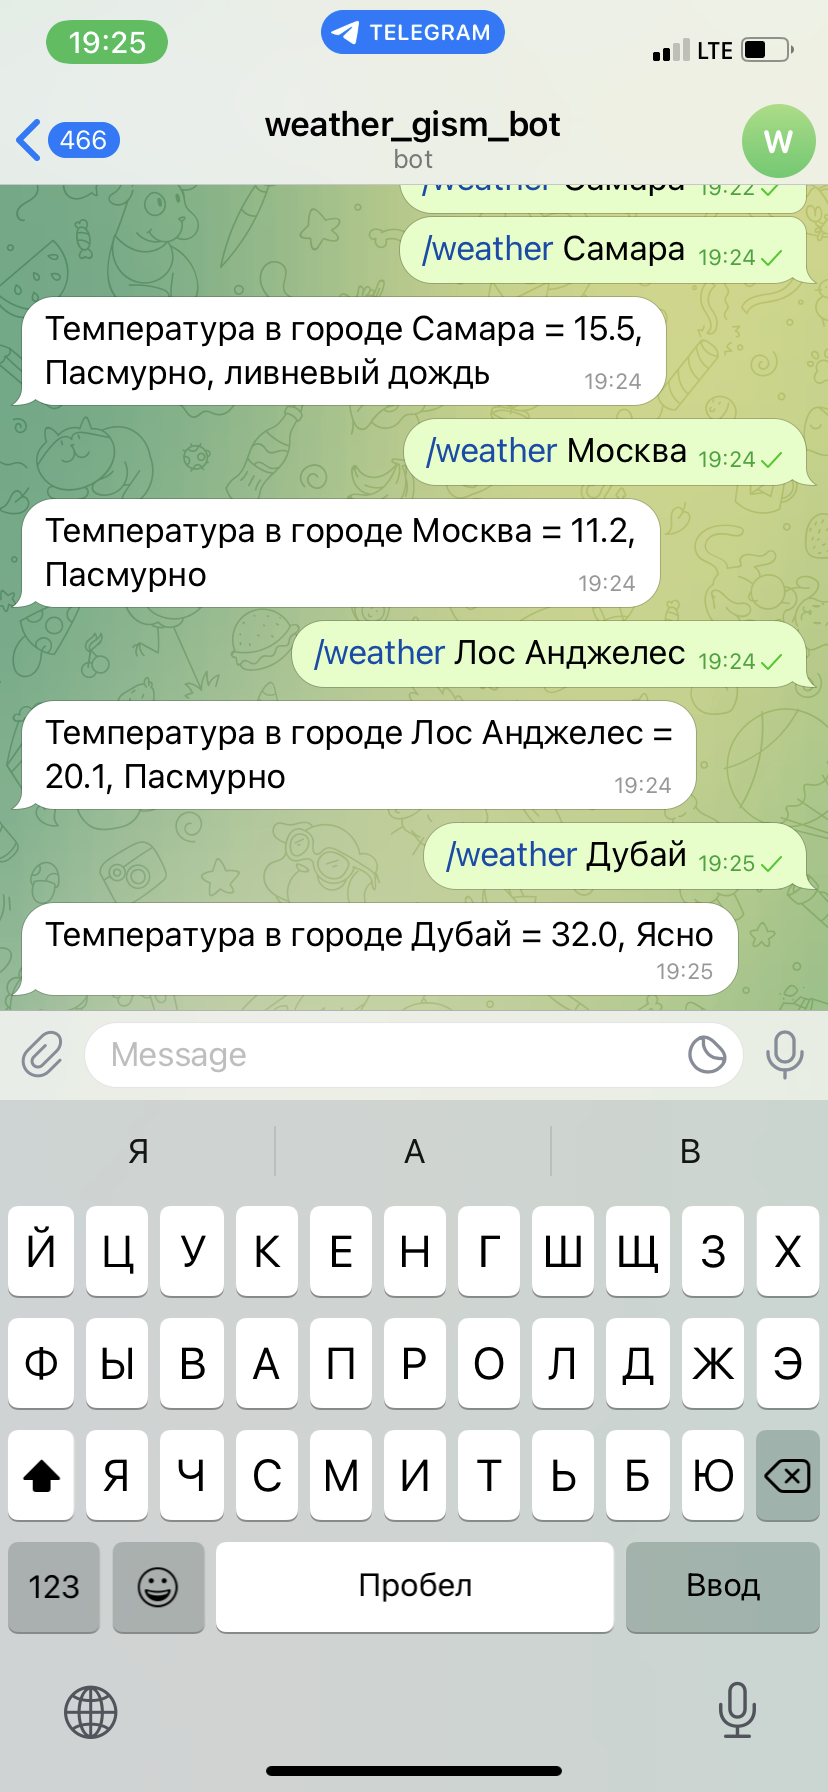 19:25
TELEGRAM
LTE
466
weather_gism_bot
W
bot
/weather Самара 19:22
/weather Самара 19:24
Температура в городе Самара = 15.5,
Пасмурно, ливневый дождь 19:24
/weather Москва 19:24
Температура в городе Москва = 11.2,
Пасмурно 19:24
/weather Лос Анджелес 19:24
Температура в городе Лос Анджелес =
20.1, Пасмурно 19:24
/weather Дубай 19:25
Температура в городе Дубай = 32.0, Ясно
19:25
Message
Я А В
Й Ц У К Е Н Г Ш Щ З Х
Ф Ы В А П Р О Л Д Ж Э
Я Ч С М И Т Ь Б Ю
123 Пробел Ввод